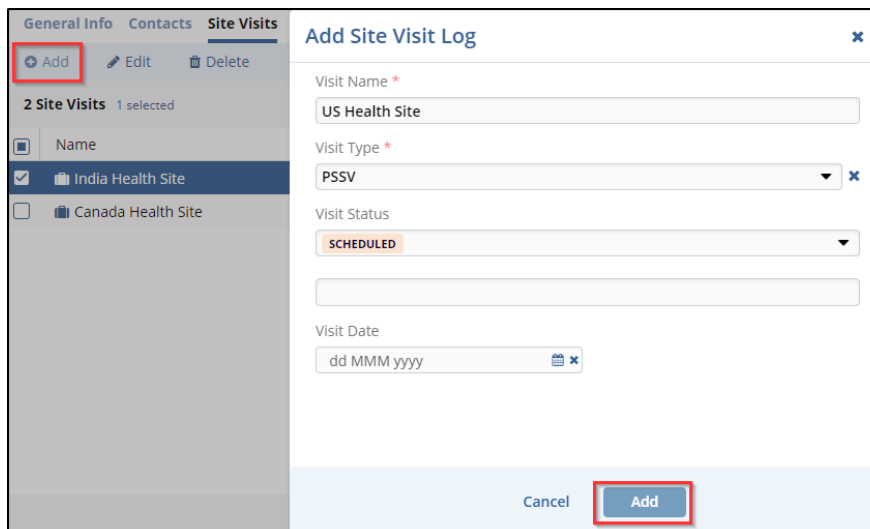 General Info Contacts Site Visits
Add Edit Delete
2 Site Visits 1 selected
Name
India Health Site
Canada Health Site
Add Site Visit Log
Visit Name *
US Health Site
Visit Type *
PSSV
Visit Status
SCHEDULED
Visit Date
dd MMM yyyy
Cancel Add